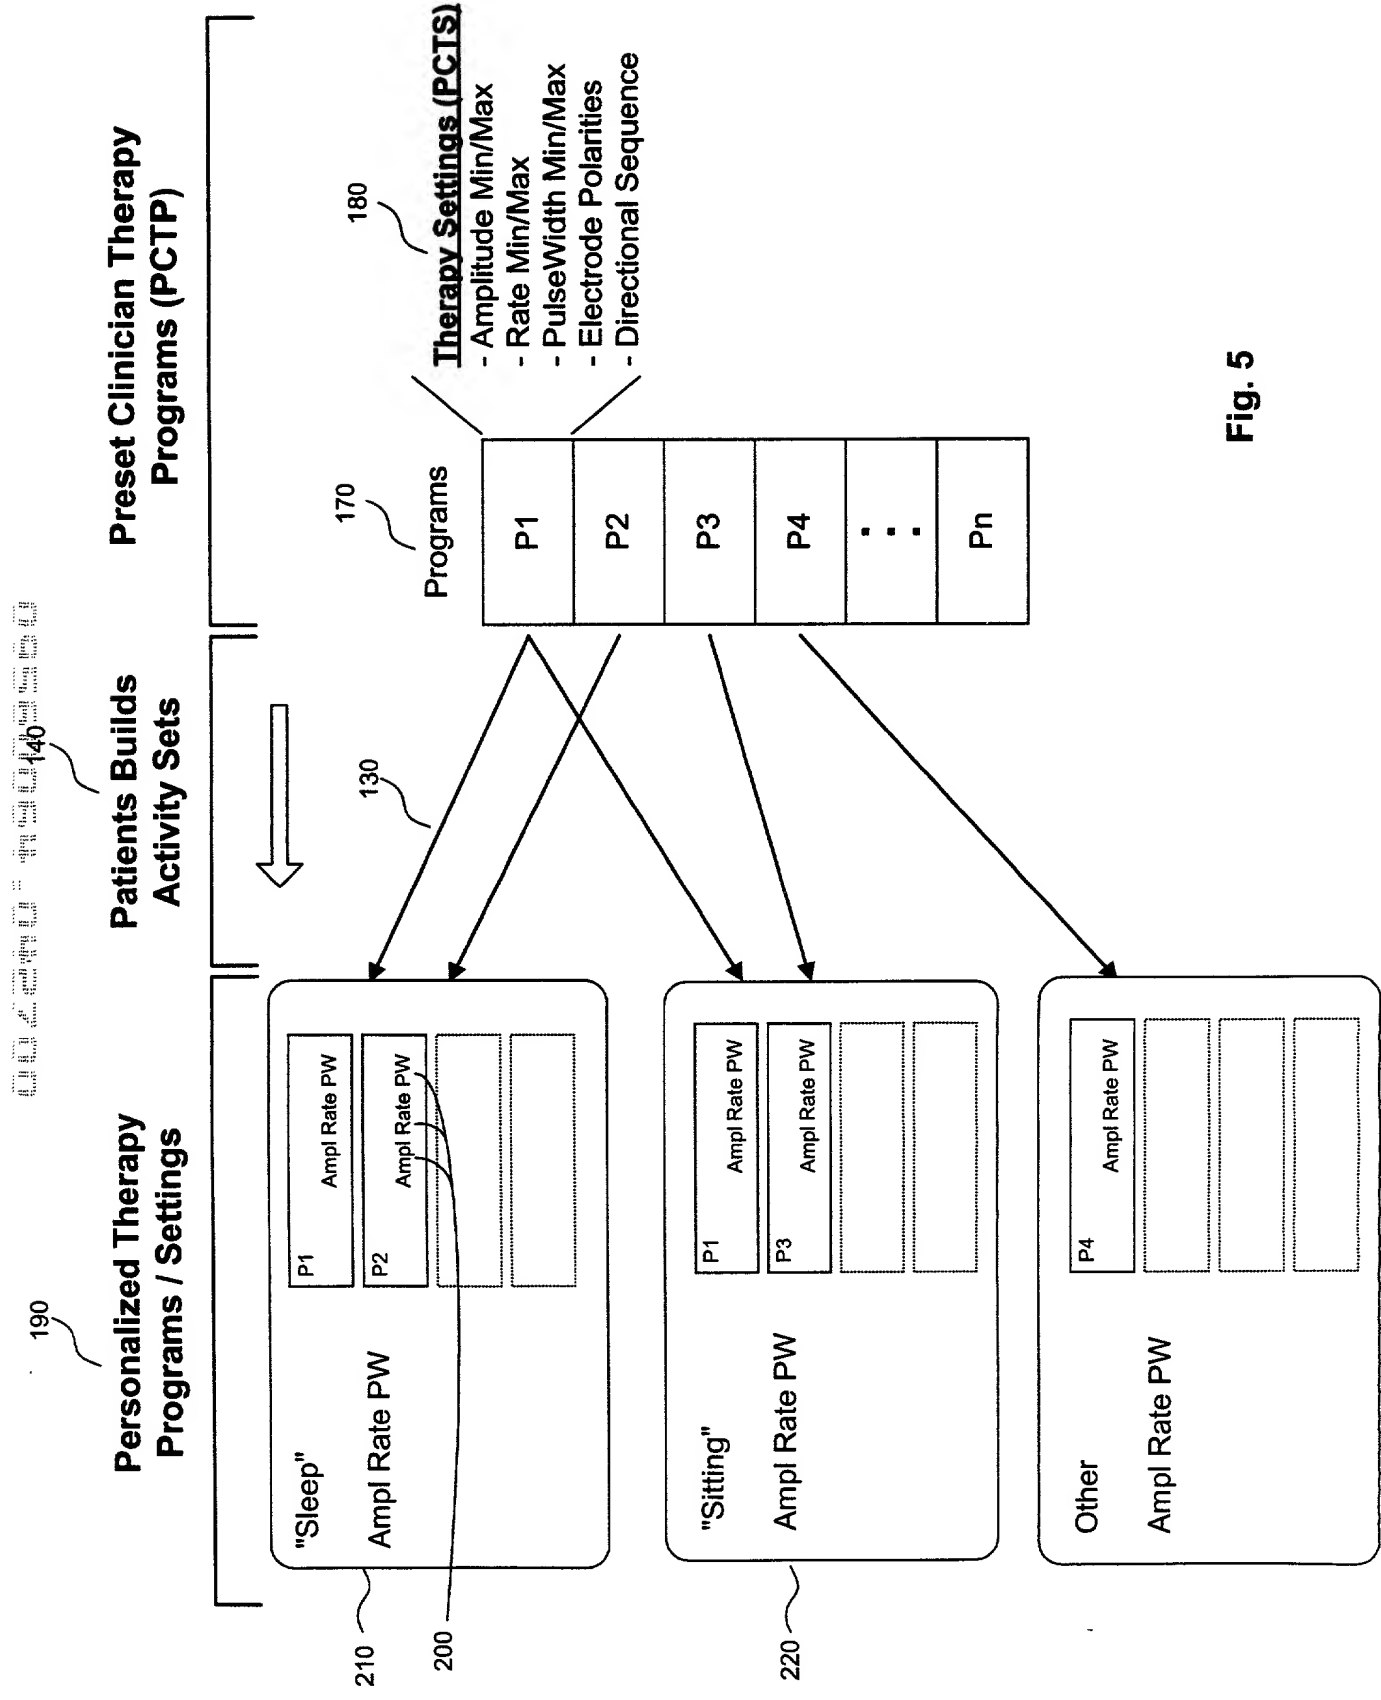 190
Personalized Therapy
Programs / Settings
140
Patients Builds
Activity Sets
Preset Clinician Therapy
Programs (PCTP)
210
"Sleep"
Ampl Rate PW
P1
Ampl Rate PW
P2
Ampl Rate PW
200
130
170
Programs
P1
P2
P3
P4
. . .
Pn
180
Therapy Settings (PCTS)
- Amplitude Min/Max
- Rate Min/Max
- PulseWidth Min/Max
- Electrode Polarities
- Directional Sequence
220
"Sitting"
Ampl Rate PW
P1
Ampl Rate PW
P3
Ampl Rate PW
Other
Ampl Rate PW
P4
Ampl Rate PW
Fig. 5